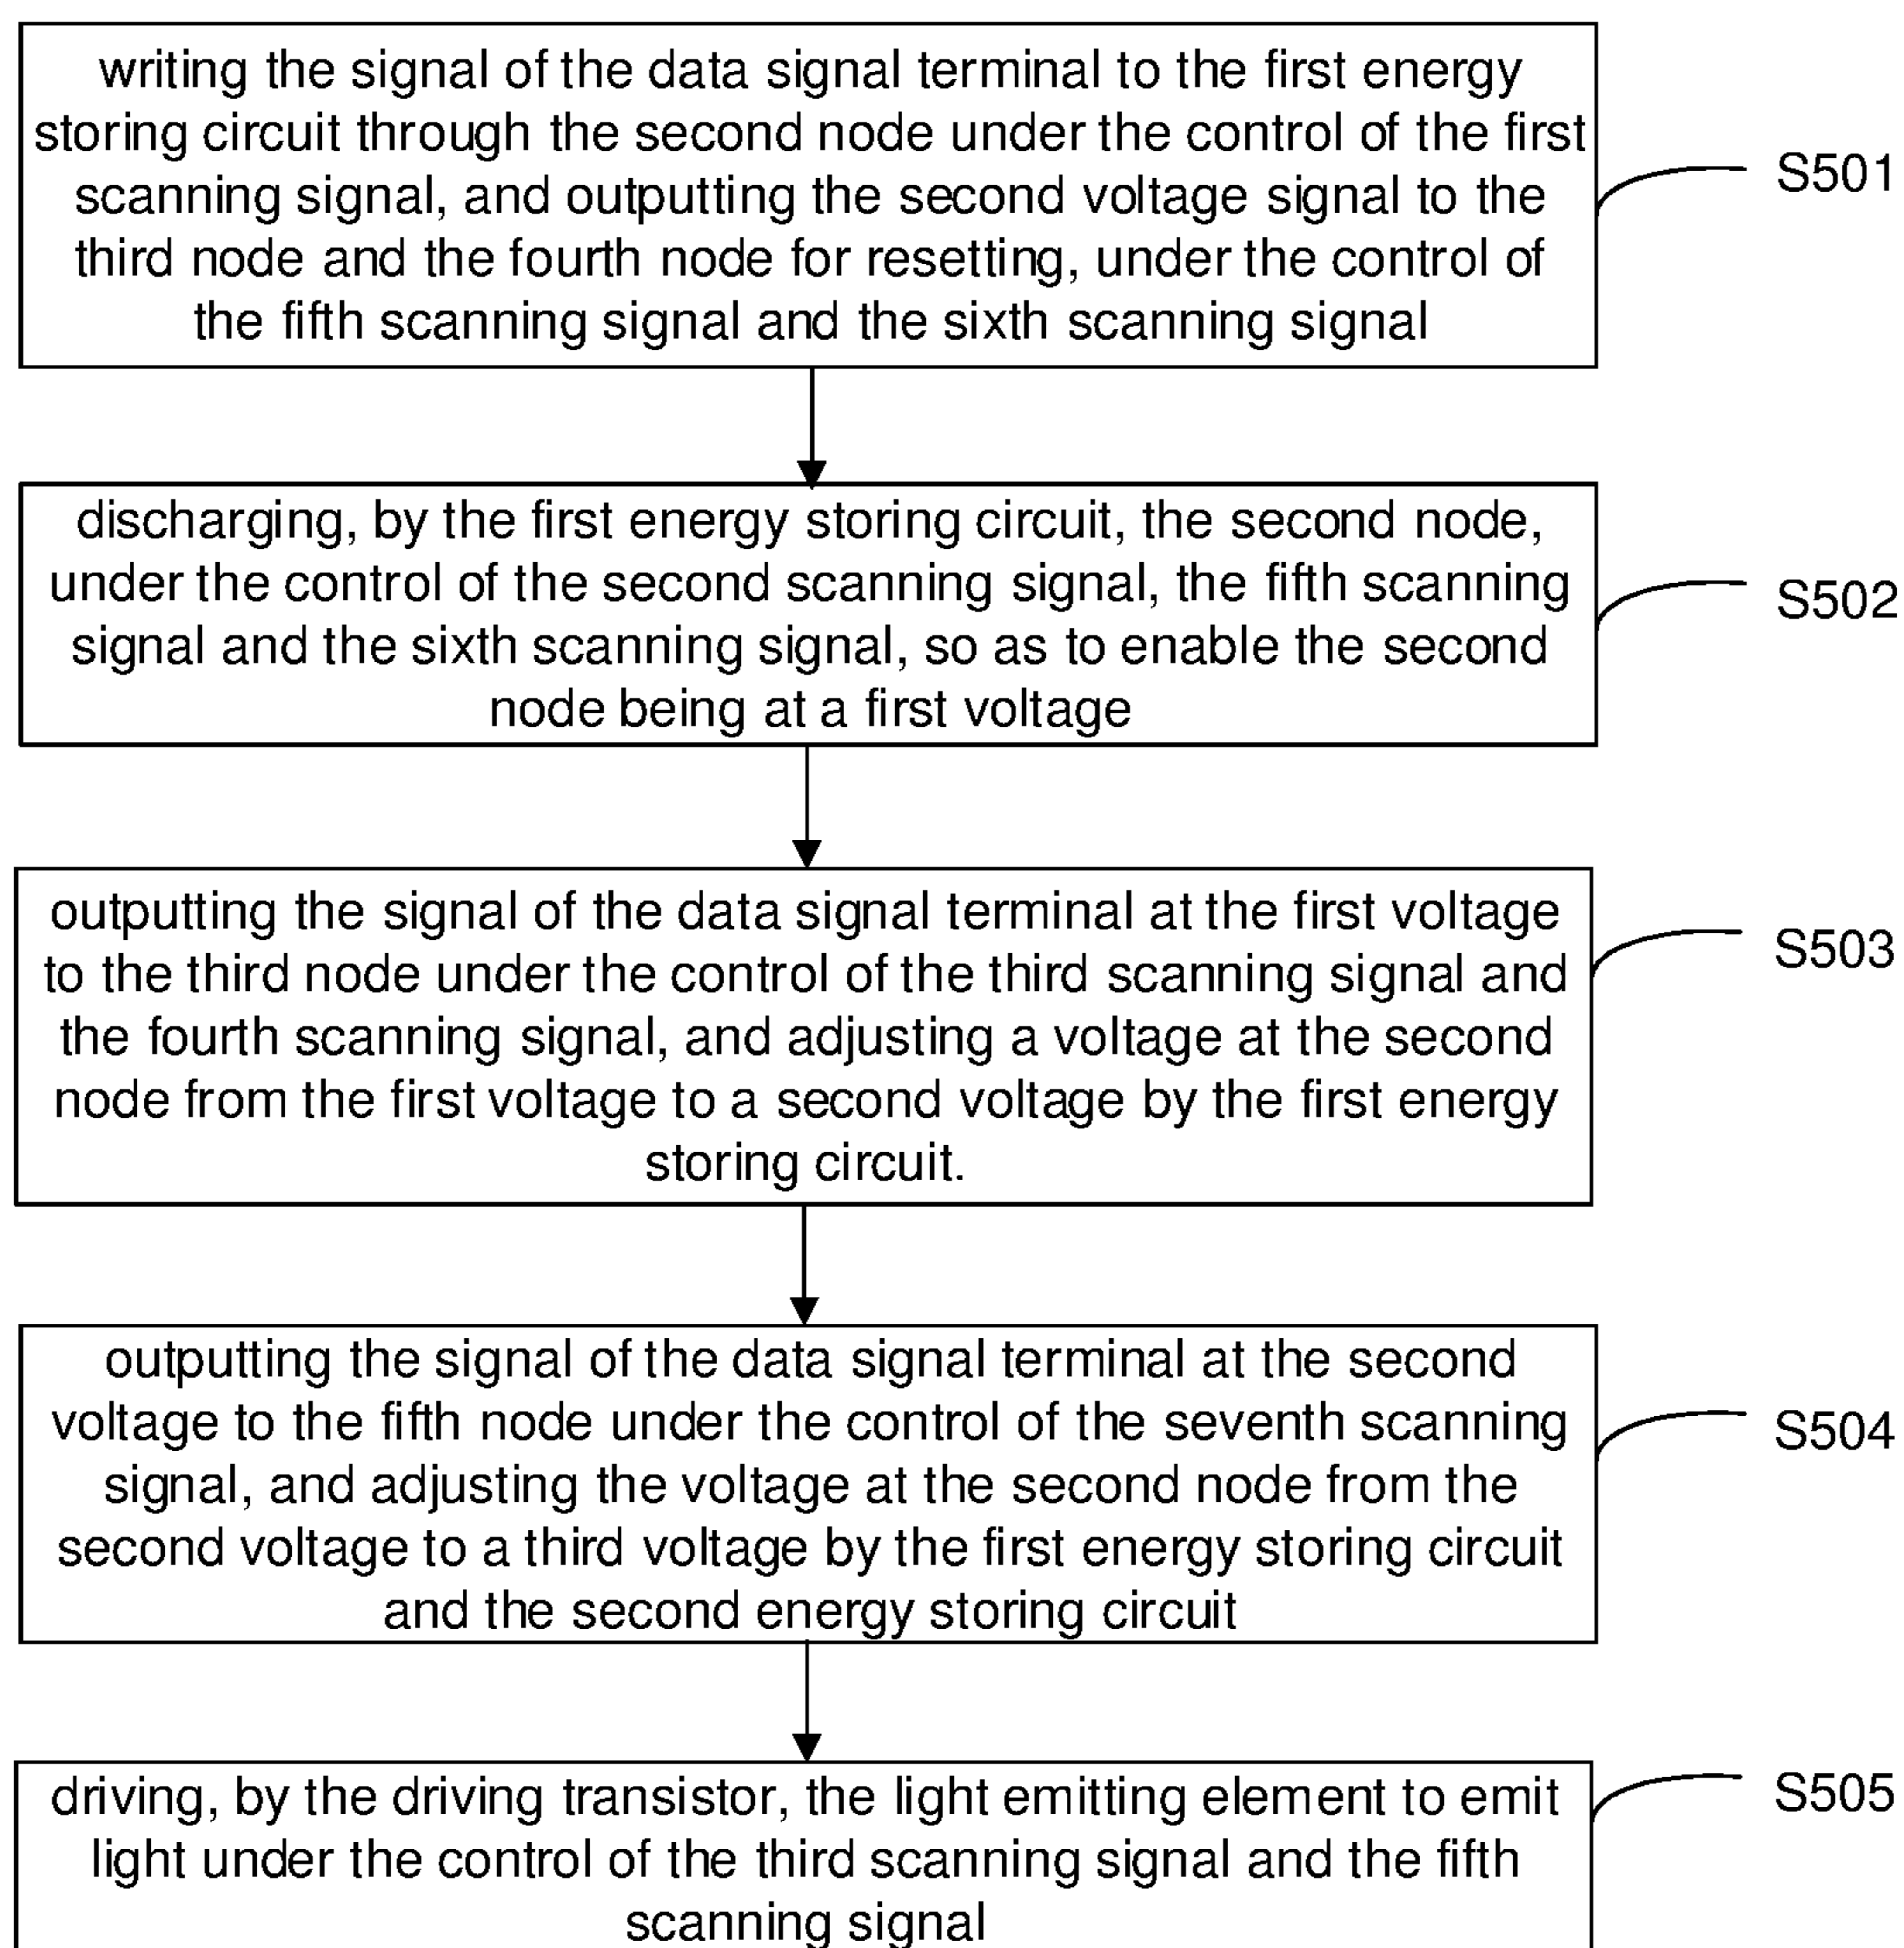 writing the signal of the data signal terminal to the first energy
storing circuit through the second node under the control of the first
scanning signal, and outputting the second voltage signal to the
third node and the fourth node for resetting, under the control of
the fifth scanning signal and the sixth scanning signal
S501
discharging, by the first energy storing circuit, the second node,
under the control of the second scanning signal, the fifth scanning
signal and the sixth scanning signal, so as to enable the second
node being at a first voltage
S502
outputting the signal of the data signal terminal at the first voltage
to the third node under the control of the third scanning signal and
the fourth scanning signal, and adjusting a voltage at the second
node from the first voltage to a second voltage by the first energy
storing circuit.
S503
outputting the signal of the data signal terminal at the second
voltage to the fifth node under the control of the seventh scanning
signal, and adjusting the voltage at the second node from the
second voltage to a third voltage by the first energy storing circuit
and the second energy storing circuit
S504
driving, by the driving transistor, the light emitting element to emit
light under the control of the third scanning signal and the fifth
scanning signal
S505